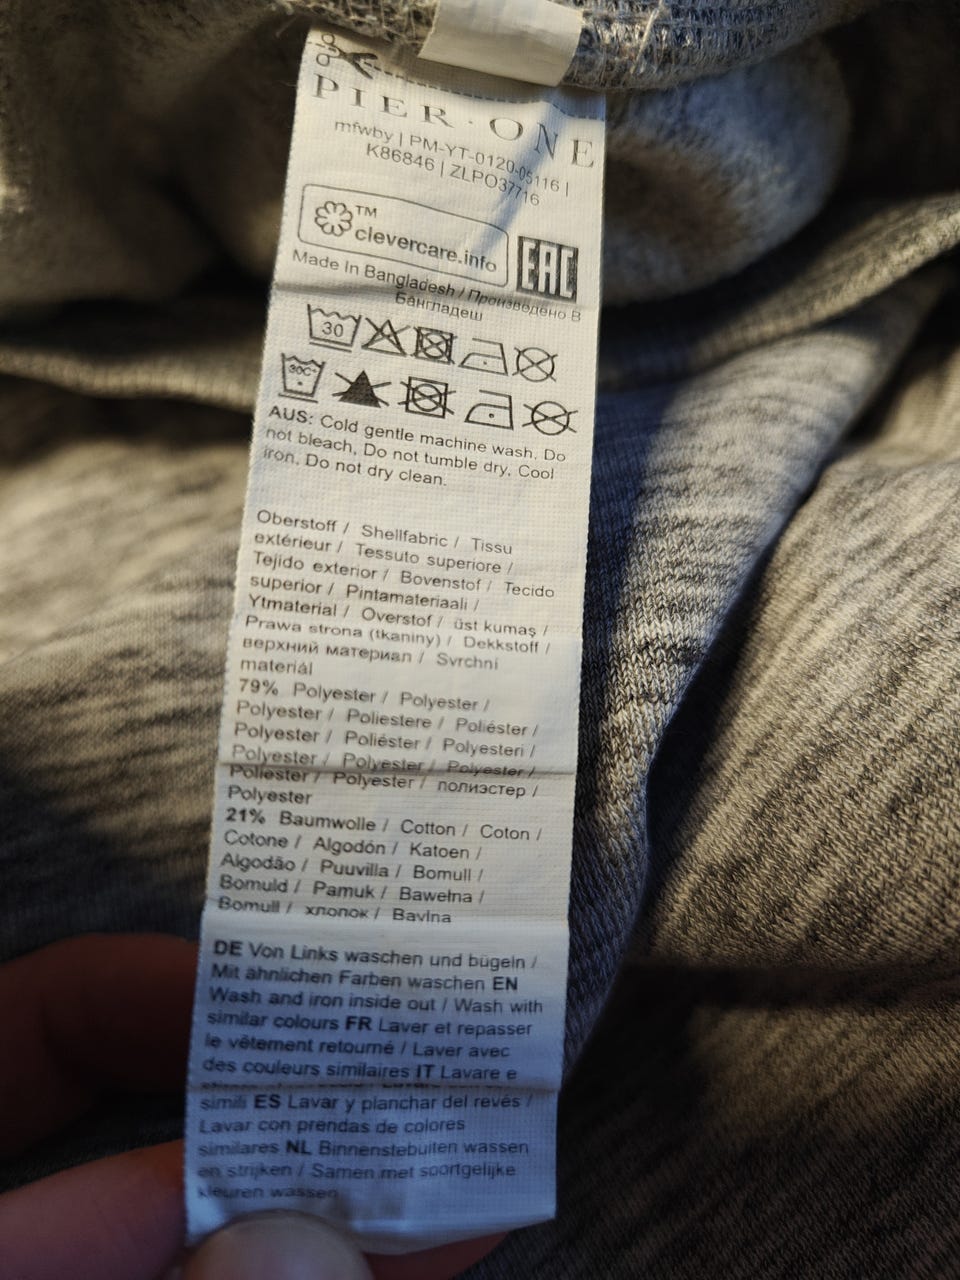 PIER · ONE
mfwby | PM-YT-0120-05116 |
K86846 | ZLPO37716
TM
clevercare.info
EAC
Made In Bangladesh / Произведено В
Бангладеш
30
30C°
AUS: Cold gentle machine wash, Do
not bleach, Do not tumble dry, Cool
iron, Do not dry clean.
Oberstoff / Shellfabric / Tissu
extérieur / Tessuto superiore /
Tejido exterior / Bovenstof / Tecido
superior / Pintamateriaali /
Ytmaterial / Overstof / üst kumaş /
Prawa strona (tkaniny) / Dekkstoff /
верхний материал / Svrchni
materiál
79% Polyester / Polyester /
Polyester / Poliestere / Poliéster /
Polyester / Poliéster / Polyesteri /
Polyester / Polyester / Polyester /
Poliester / Polyester / полиэстер /
Polyester
21% Baumwolle / Cotton / Coton /
Cotone / Algodón / Katoen /
Algodão / Puuvilla / Bomull /
Bomuld / Pamuk / Bawełna /
Bomull / хлопок / Bavlna
DE Von Links waschen und bügeln /
Mit ähnlichen Farben waschen EN
Wash and iron inside out / Wash with
similar colours FR Laver et repasser
le vêtement retourné / Laver avec
des couleurs similaires IT Lavare e
simili ES Lavar y planchar del revés /
Lavar con prendas de colores
similares NL Binnenstebuiten wassen
en strijken / Samen met soortgelijke
kleuren wassen